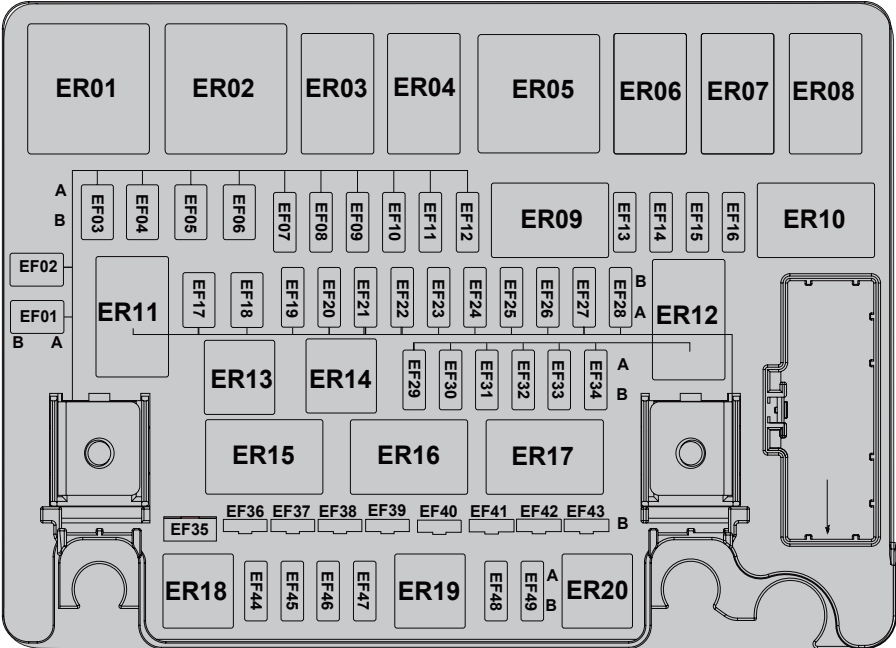 ER01 ER02 ER03 ER04 ER05 ER06 ER07 ER08
A
B
EF03 EF04 EF05 EF06 EF07 EF08 EF09 EF10 EF11 EF12 ER09 EF13 EF14 EF15 EF16 ER10
EF02
EF01
B A
ER11 EF17 EF18 EF19 EF20 EF21 EF22 EF23 EF24 EF25 EF26 EF27 EF28 B
A
ER12
ER13 ER14 EF29 EF30 EF31 EF32 EF33 EF34 A
B
ER15 ER16 ER17
EF35 EF36 EF37 EF38 EF39 EF40 EF41 EF42 EF43 B
ER18 EF44 EF45 EF46 EF47 ER19 EF48 EF49 A
B
ER20